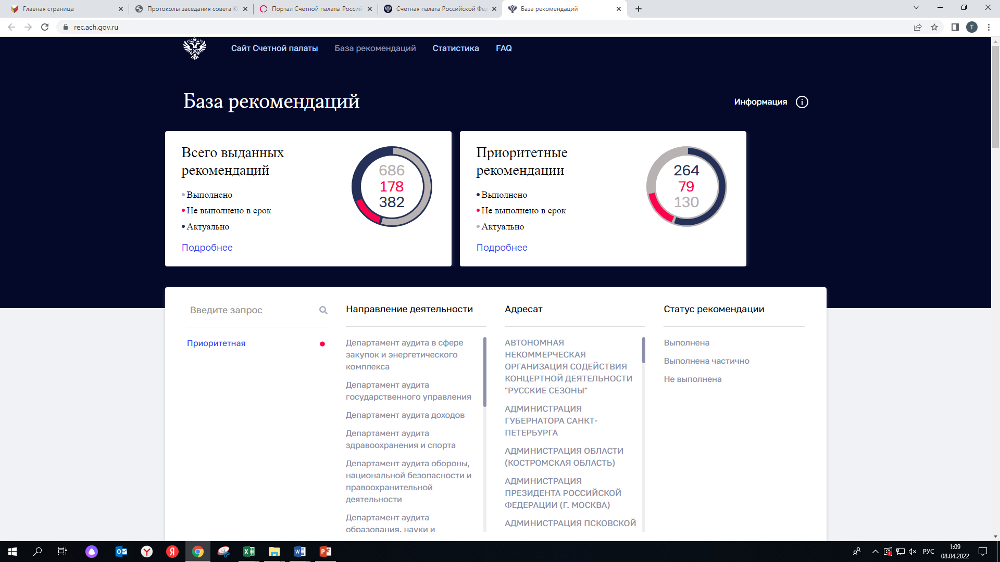 Главная страница
Протоколы заседания совета К
Портал Счетной палаты Россий
Счетная палата Российской Фед
База рекомендаций
rec.ach.gov.ru
T
Сайт Счетной палаты База рекомендаций Статистика FAQ
База рекомендаций
Информация
Всего выданных
рекомендаций
Выполнено
Не выполнено в срок
Актуально
Подробнее
686
178
382
Приоритетные
рекомендации
Выполнено
Не выполнено в срок
Актуально
Подробнее
264
79
130
Введите запрос
Приоритетная
Направление деятельности
Департамент аудита в сфере
закупок и энергетического
комплекса
Департамент аудита
государственного управления
Департамент аудита доходов
Департамент аудита
здравоохранения и спорта
Департамент аудита обороны,
национальной безопасности и
правоохранительной
деятельности
Департамент аудита
образования, науки и
Адресат
АВТОНОМНАЯ
НЕКОММЕРЧЕСКАЯ
ОРГАНИЗАЦИЯ СОДЕЙСТВИЯ
КОНЦЕРТНОЙ ДЕЯТЕЛЬНОСТИ
"РУССКИЕ СЕЗОНЫ"
АДМИНИСТРАЦИЯ
ГУБЕРНАТОРА САНКТ-
ПЕТЕРБУРГА
АДМИНИСТРАЦИЯ ОБЛАСТИ
(КОСТРОМСКАЯ ОБЛАСТЬ)
АДМИНИСТРАЦИЯ
ПРЕЗИДЕНТА РОССИЙСКОЙ
ФЕДЕРАЦИИ (Г. МОСКВА)
АДМИНИСТРАЦИЯ ПСКОВСКОЙ
Статус рекомендации
Выполнена
Выполнена частично
Не выполнена
РУС
1:09
08.04.2022